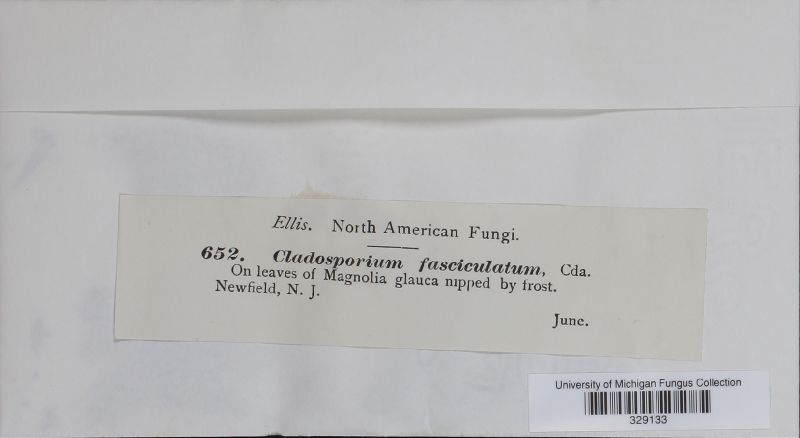 Ellis. North American Fungi.
652. Cladosporium fasciculatum, Cda.
On leaves of Magnolia glauca nipped by frost.
Newfield, N. J.
June.
University of Michigan Fungus Collection
329133